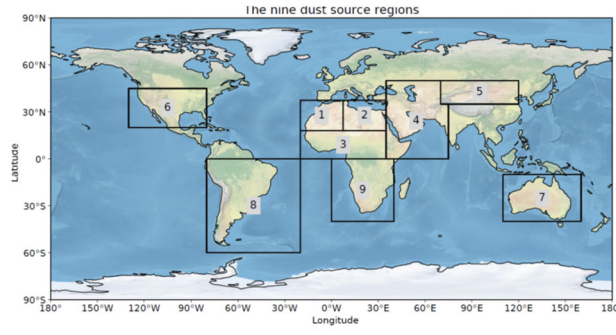 The nine dust source regions
90°N
60°N
30°N
0°
30°S
60°S
90°S
Latitude
1
2
3
4
5
6
7
8
9
180°
150°W
120°W
90°W
60°W
30°W
0°W
30°E
60°E
90°E
120°E
150°E
180°
Longitude